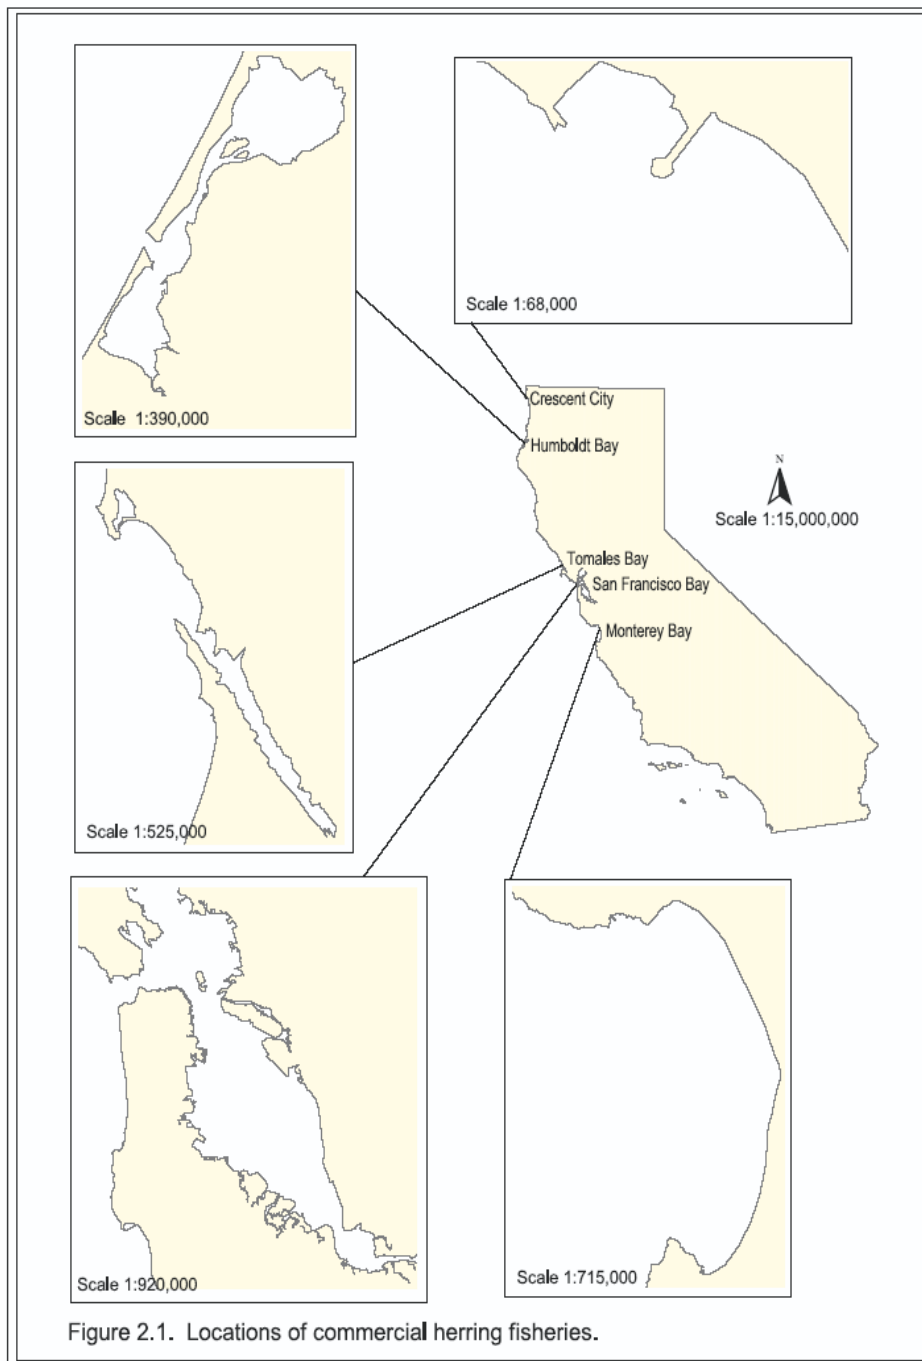 Scale 1:68,000
Scale 1:390,000
Crescent City
Humboldt Bay
N
Scale 1:15,000,000
Tomales Bay
San Francisco Bay
Monterey Bay
Scale 1:525,000
Scale 1:920,000
Scale 1:715,000
Figure 2.1. Locations of commercial herring fisheries.